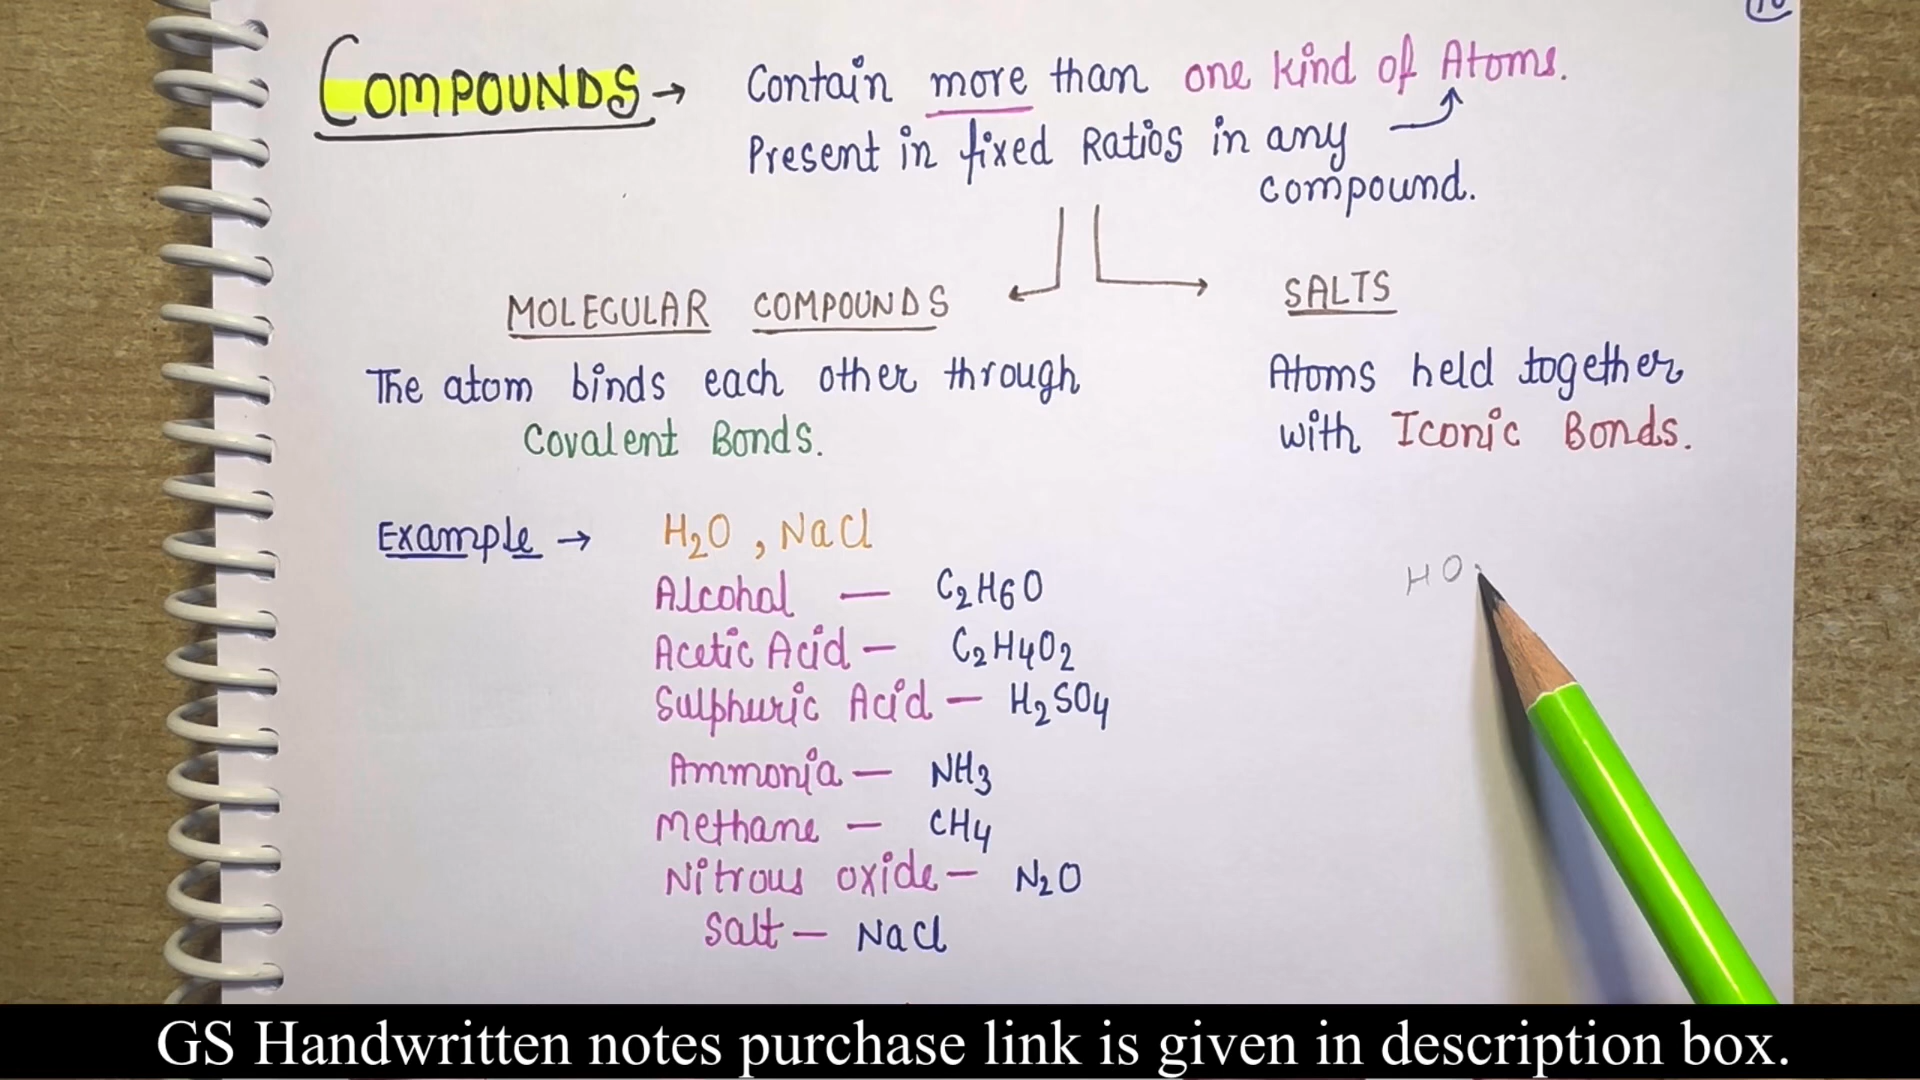 COMPOUNDS → Contain more than one kind of Atoms.
Present in fixed Ratios in any
compound.
MOLECULAR COMPOUNDS
The atom binds each other through
Covalent Bonds.
SALTS
Atoms held together
with Iconic Bonds.
Example → H2O , NaCl
Alcohal — C2H6O
Acetic Acid — C2H4O2
Sulphuric Acid — H2SO4
Ammonia — NH3
Methane — CH4
Nitrous oxide — N2O
Salt — NaCl
HO
GS Handwritten notes purchase link is given in description box.